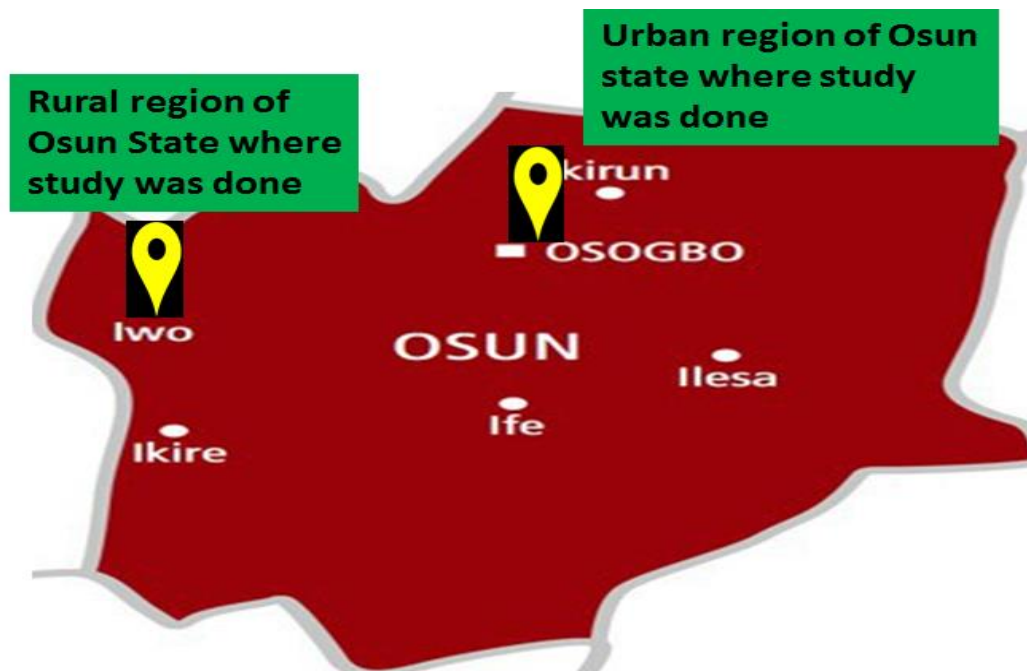 Urban region of Osun
state where study
was done
Rural region of
Osun State where
study was done
kirun
OSOGBO
Iwo
OSUN
Ilesa
Ife
Ikire